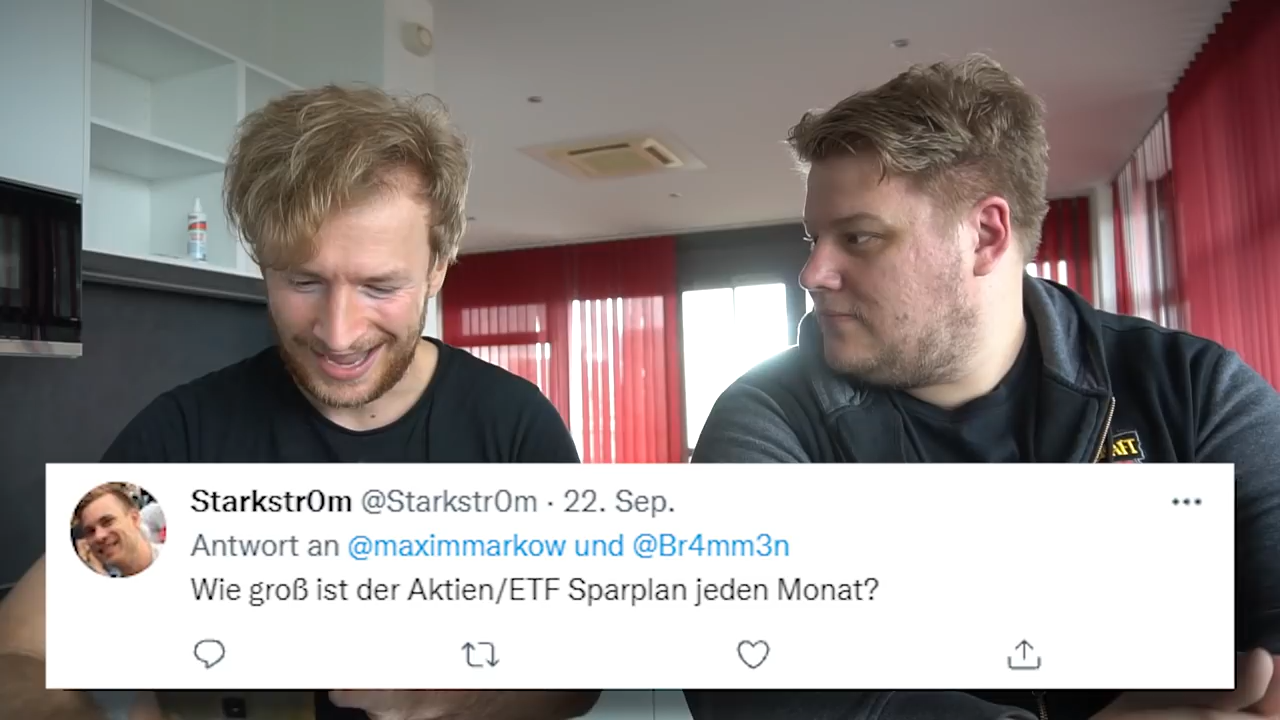 Starkstr0m @Starkstr0m · 22. Sep.
Antwort an @maximmarkow und @Br4mm3n
Wie groß ist der Aktien/ETF Sparplan jeden Monat?